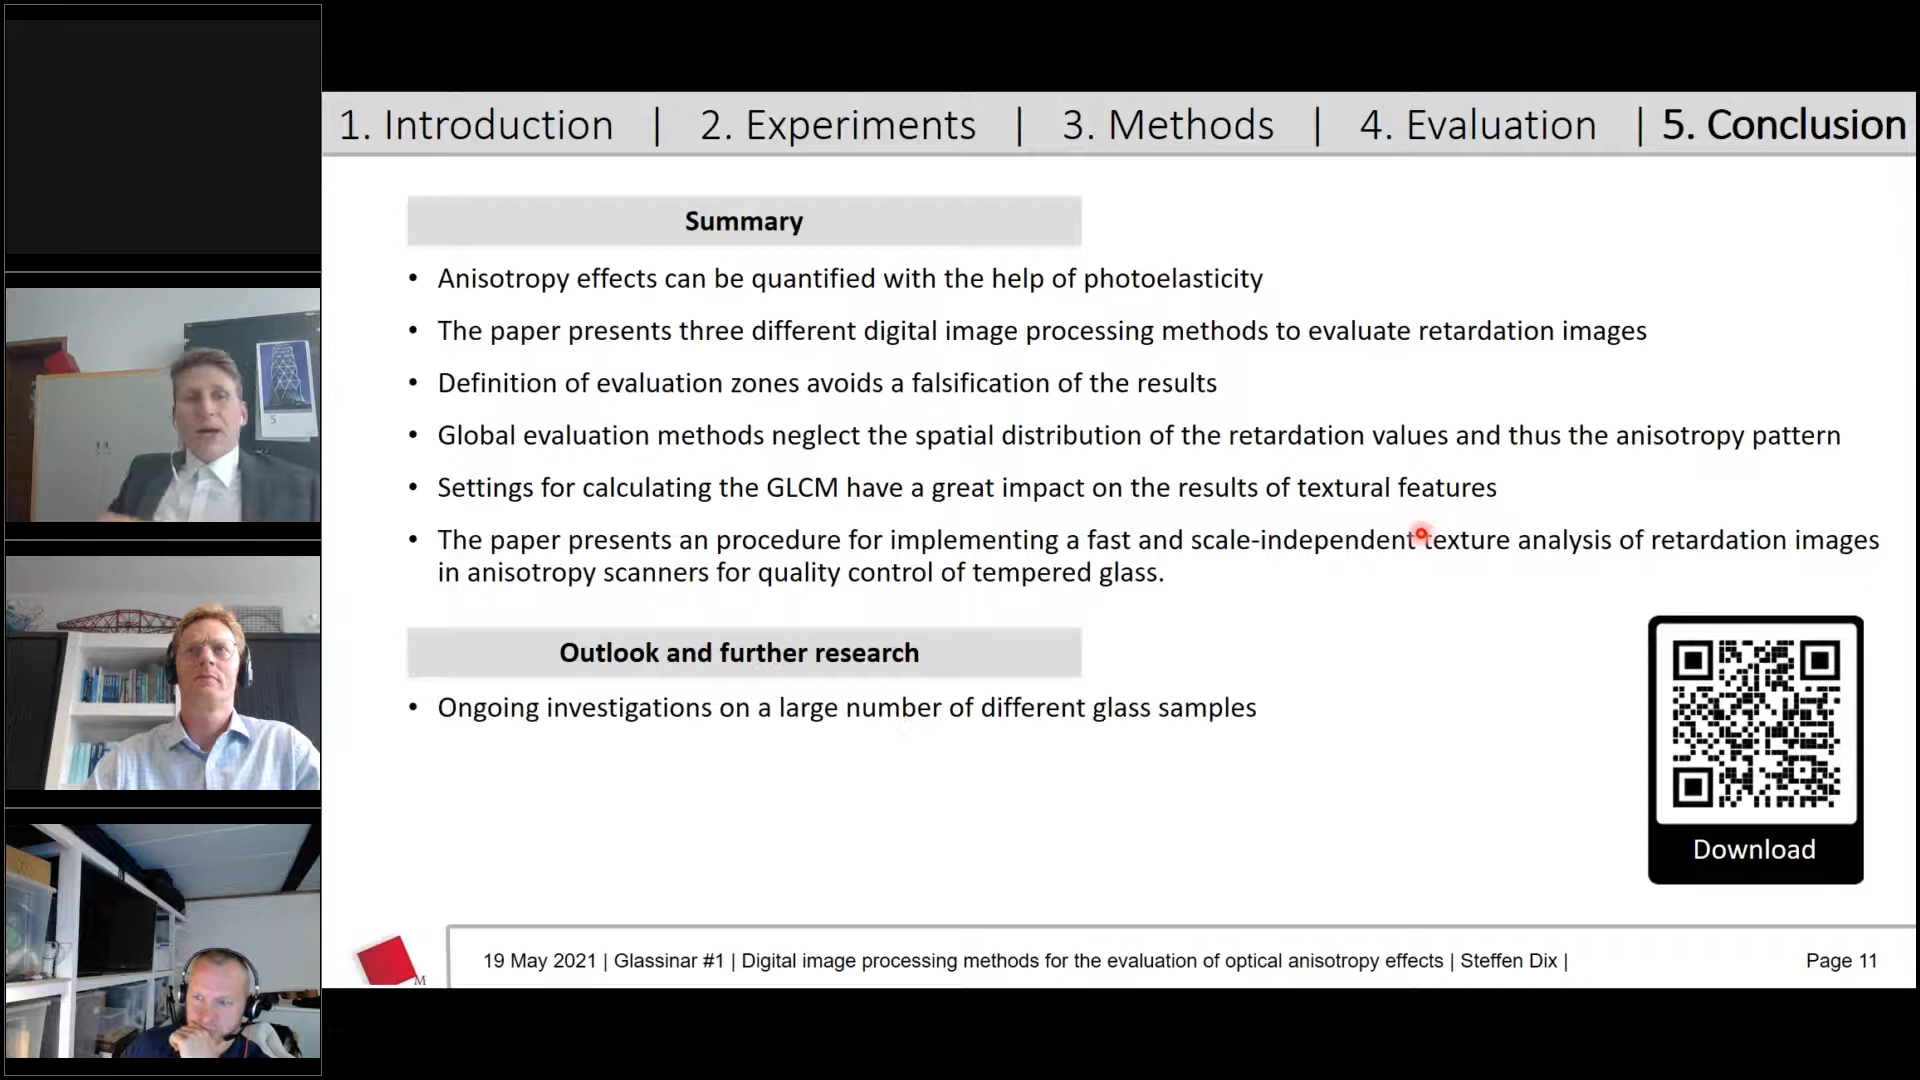 1. Introduction | 2. Experiments | 3. Methods | 4. Evaluation | 5. Conclusion
Summary
• Anisotropy effects can be quantified with the help of photoelasticity
• The paper presents three different digital image processing methods to evaluate retardation images
• Definition of evaluation zones avoids a falsification of the results
• Global evaluation methods neglect the spatial distribution of the retardation values and thus the anisotropy pattern
• Settings for calculating the GLCM have a great impact on the results of textural features
• The paper presents an procedure for implementing a fast and scale-independent texture analysis of retardation images
in anisotropy scanners for quality control of tempered glass.
Outlook and further research
• Ongoing investigations on a large number of different glass samples
Download
M
19 May 2021 | Glassinar #1 | Digital image processing methods for the evaluation of optical anisotropy effects | Steffen Dix |
Page 11
5